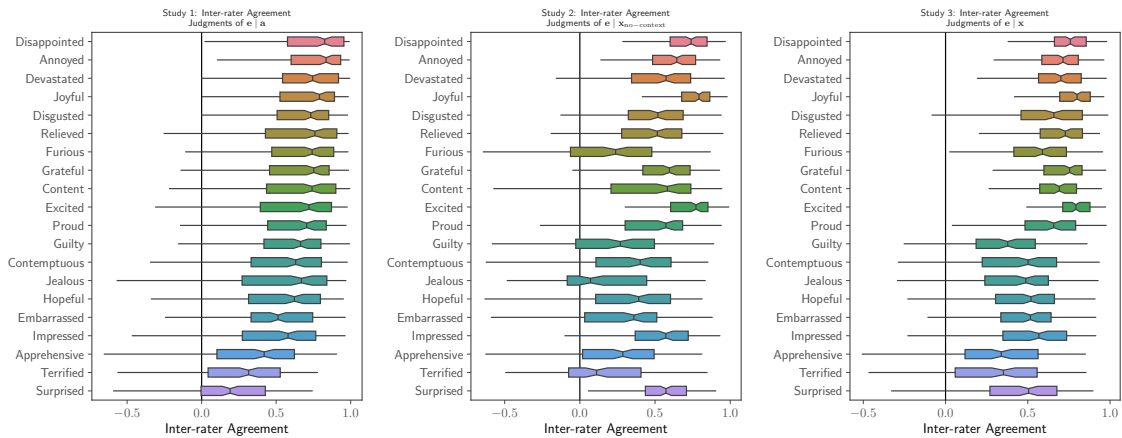 Study 1: Inter-rater Agreement
Judgments of e | a
Disappointed
Annoyed
Devastated
Joyful
Disgusted
Relieved
Furious
Grateful
Content
Excited
Proud
Guilty
Contemptuous
Jealous
Hopeful
Embarrassed
Impressed
Apprehensive
Terrified
Surprised
−0.5 0.0 0.5 1.0
Inter-rater Agreement
Study 2: Inter-rater Agreement
Judgments of e | x_no−context
Disappointed
Annoyed
Devastated
Joyful
Disgusted
Relieved
Furious
Grateful
Content
Excited
Proud
Guilty
Contemptuous
Jealous
Hopeful
Embarrassed
Impressed
Apprehensive
Terrified
Surprised
−0.5 0.0 0.5 1.0
Inter-rater Agreement
Study 3: Inter-rater Agreement
Judgments of e | x
Disappointed
Annoyed
Devastated
Joyful
Disgusted
Relieved
Furious
Grateful
Content
Excited
Proud
Guilty
Contemptuous
Jealous
Hopeful
Embarrassed
Impressed
Apprehensive
Terrified
Surprised
−0.5 0.0 0.5 1.0
Inter-rater Agreement